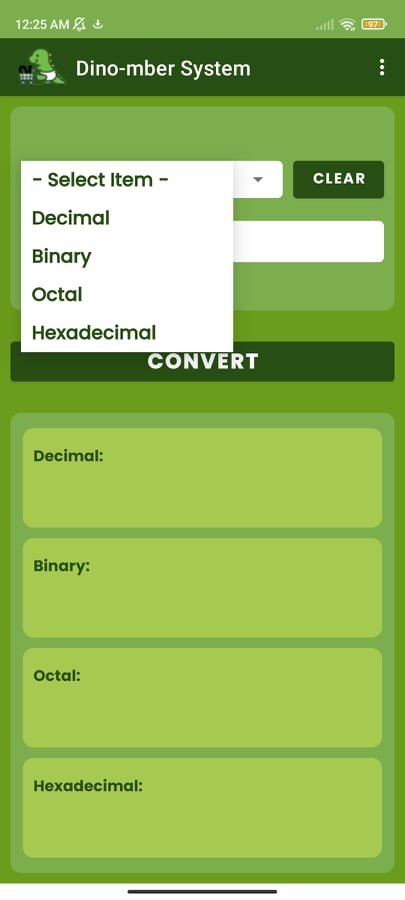 12:25 AM 97
Dino-mber System
- Select Item -
CLEAR
Decimal
Binary
Octal
Hexadecimal
CONVERT
Decimal:
Binary:
Octal:
Hexadecimal: